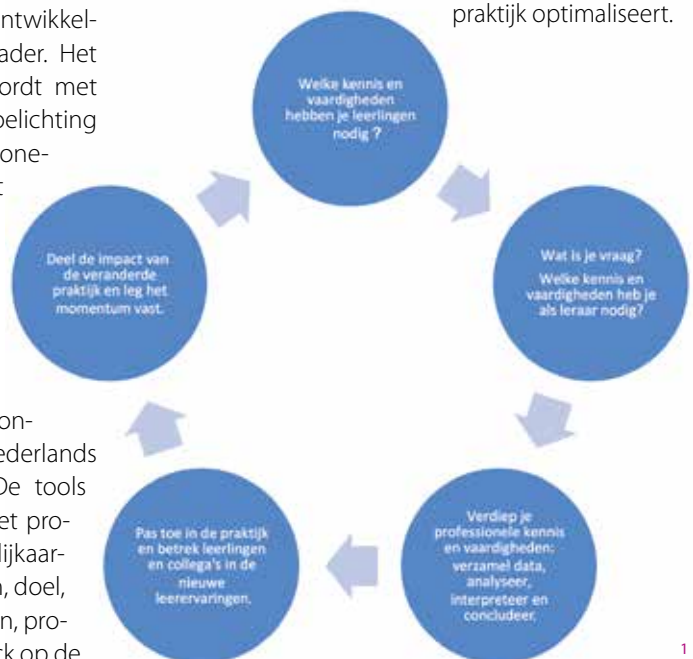 ntwikkel-
ader. Het
ordt met
belichting
one-
t
on-
ederlands
De tools
et pro-
lijkaar-
n, doel,
n, pro-
ck op de
praktijk optimaliseert.
Welke kennis en
vaardigheden
hebben je leerlingen
nodig ?
Wat is je vraag?
Welke kennis en
vaardigheden heb je
als leraar nodig?
Verdiep je
professionele kennis
en vaardigheden:
verzamel data,
analyseer,
interpreteer en
concludeer.
Pas toe in de praktijk
en betrek leerlingen
en collega's in de
nieuwe
leerervaringen.
Deel de impact van
de veranderde
praktijk en leg het
momentum vast.
1